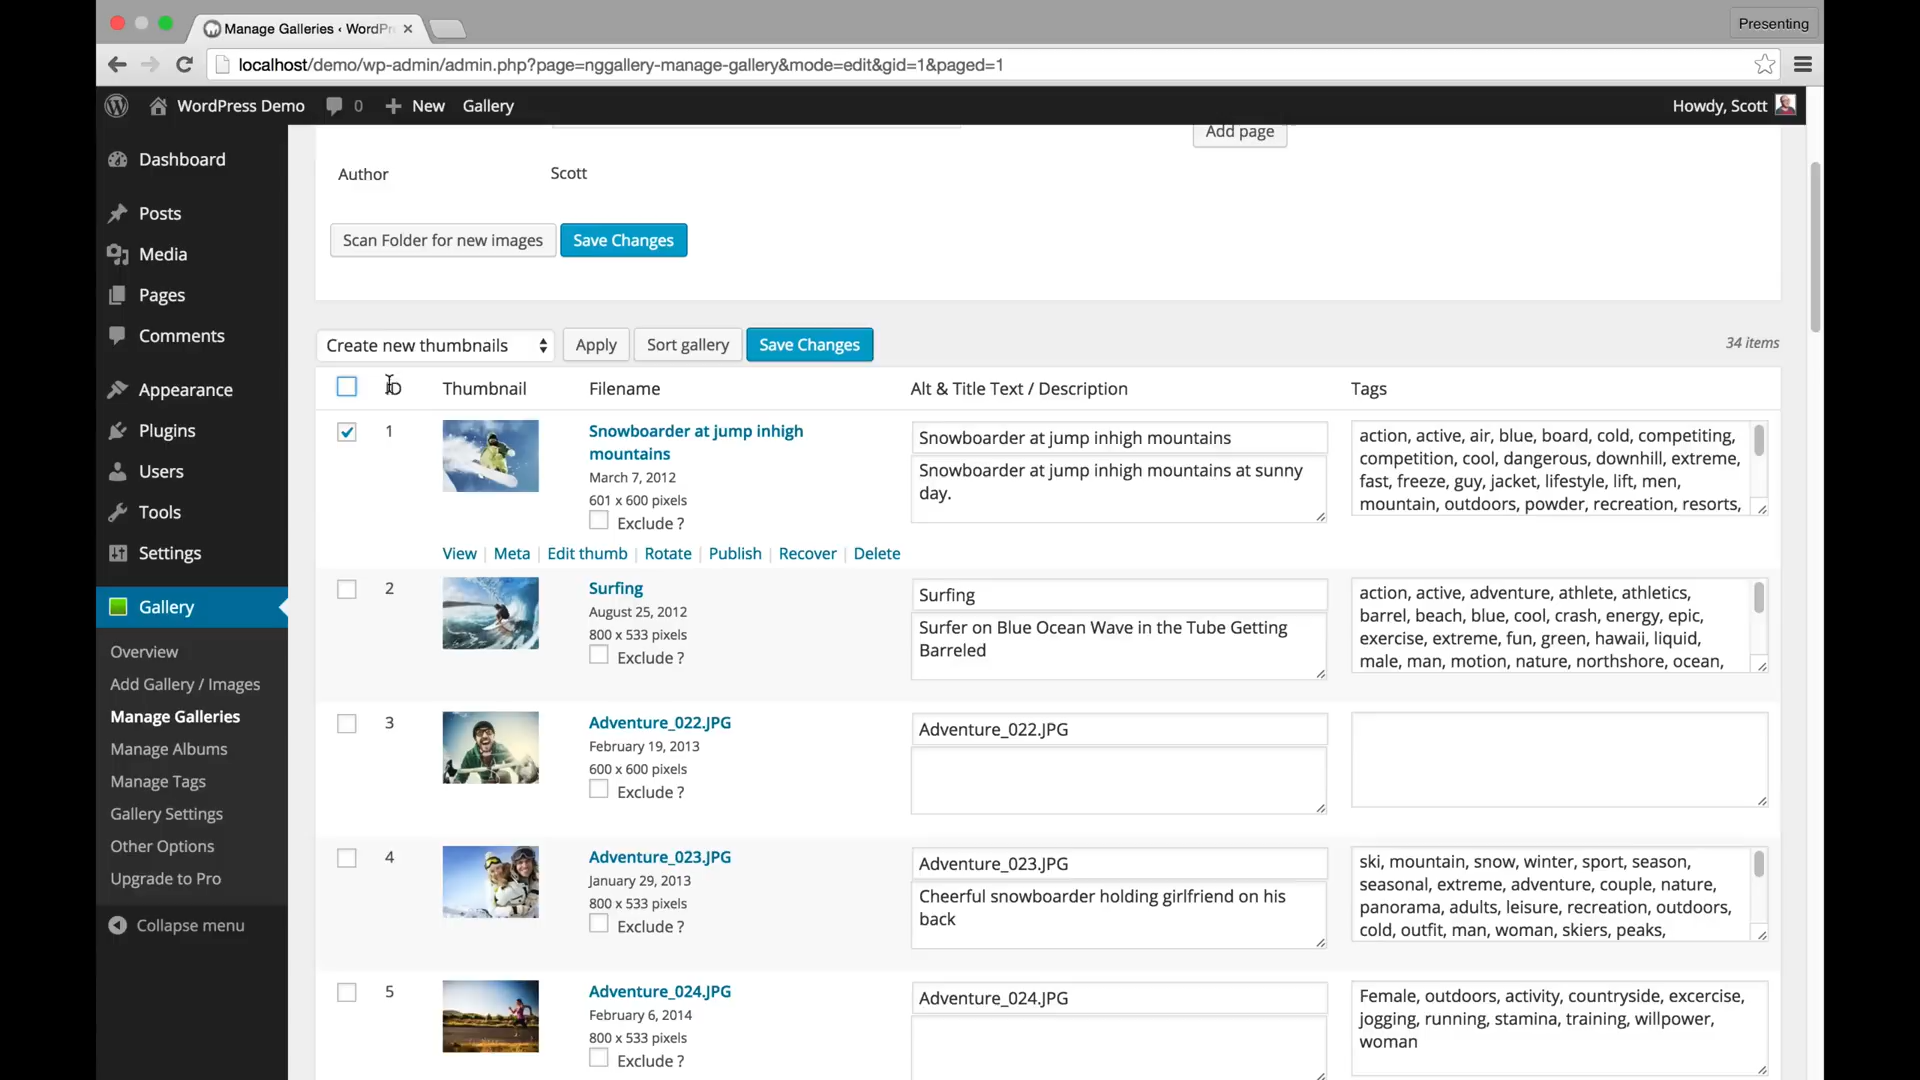 Manage Galleries ‹ WordPr
Presenting
localhost/demo/wp-admin/admin.php?page=nggallery-manage-gallery&mode=edit&gid=1&paged=1
WordPress Demo 0 New Gallery Howdy, Scott
Dashboard
Posts
Media
Pages
Comments
Appearance
Plugins
Users
Tools
Settings
Gallery
Overview
Add Gallery / Images
Manage Galleries
Manage Albums
Manage Tags
Gallery Settings
Other Options
Upgrade to Pro
Collapse menu
Add page
Author Scott
Scan Folder for new images Save Changes
Create new thumbnails Apply Sort gallery Save Changes 34 items
ID Thumbnail Filename Alt & Title Text / Description Tags
1
Snowboarder at jump inhigh
mountains
March 7, 2012
601 x 600 pixels
Exclude ?
Snowboarder at jump inhigh mountains
Snowboarder at jump inhigh mountains at sunny
day.
action, active, air, blue, board, cold, competiting,
competition, cool, dangerous, downhill, extreme,
fast, freeze, guy, jacket, lifestyle, lift, men,
mountain, outdoors, powder, recreation, resorts,
View | Meta | Edit thumb | Rotate | Publish | Recover | Delete
2
Surfing
August 25, 2012
800 x 533 pixels
Exclude ?
Surfing
Surfer on Blue Ocean Wave in the Tube Getting
Barreled
action, active, adventure, athlete, athletics,
barrel, beach, blue, cool, crash, energy, epic,
exercise, extreme, fun, green, hawaii, liquid,
male, man, motion, nature, northshore, ocean,
3
Adventure_022.JPG
February 19, 2013
600 x 600 pixels
Exclude ?
Adventure_022.JPG
4
Adventure_023.JPG
January 29, 2013
800 x 533 pixels
Exclude ?
Adventure_023.JPG
Cheerful snowboarder holding girlfriend on his
back
ski, mountain, snow, winter, sport, season,
seasonal, extreme, adventure, couple, nature,
panorama, adults, leisure, recreation, outdoors,
cold, outfit, man, woman, skiers, peaks,
5
Adventure_024.JPG
February 6, 2014
800 x 533 pixels
Exclude ?
Adventure_024.JPG
Female, outdoors, activity, countryside, excercise,
jogging, running, stamina, training, willpower,
woman